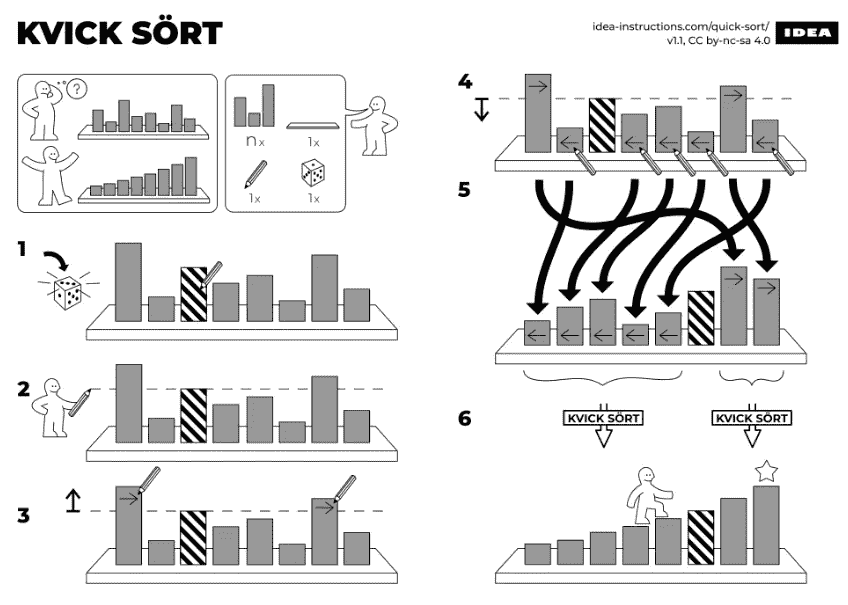 KVICK SÖRT
idea-instructions.com/quick-sort/
v1.1, CC by-nc-sa 4.0
IDEA
?
n x
1x
1x
1x
1
2
3
4
5
6
KVICK SÖRT
KVICK SÖRT